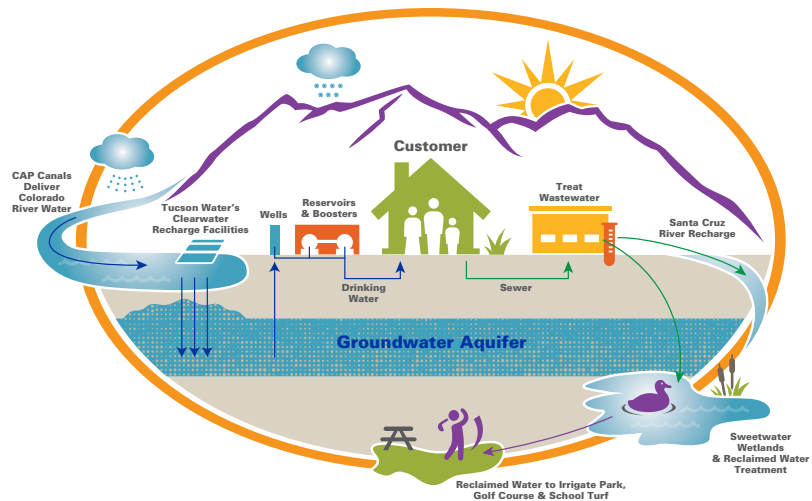 Customer
CAP Canals
Deliver
Colorado
River Water
Tucson Water's
Clearwater
Recharge Facilities
Wells
Reservoirs
& Boosters
Treat
Wastewater
Santa Cruz
River Recharge
Drinking
Water
Sewer
Groundwater Aquifer
Sweetwater
Wetlands
& Reclaimed Water
Treatment
Reclaimed Water to Irrigate Park,
Golf Course & School Turf